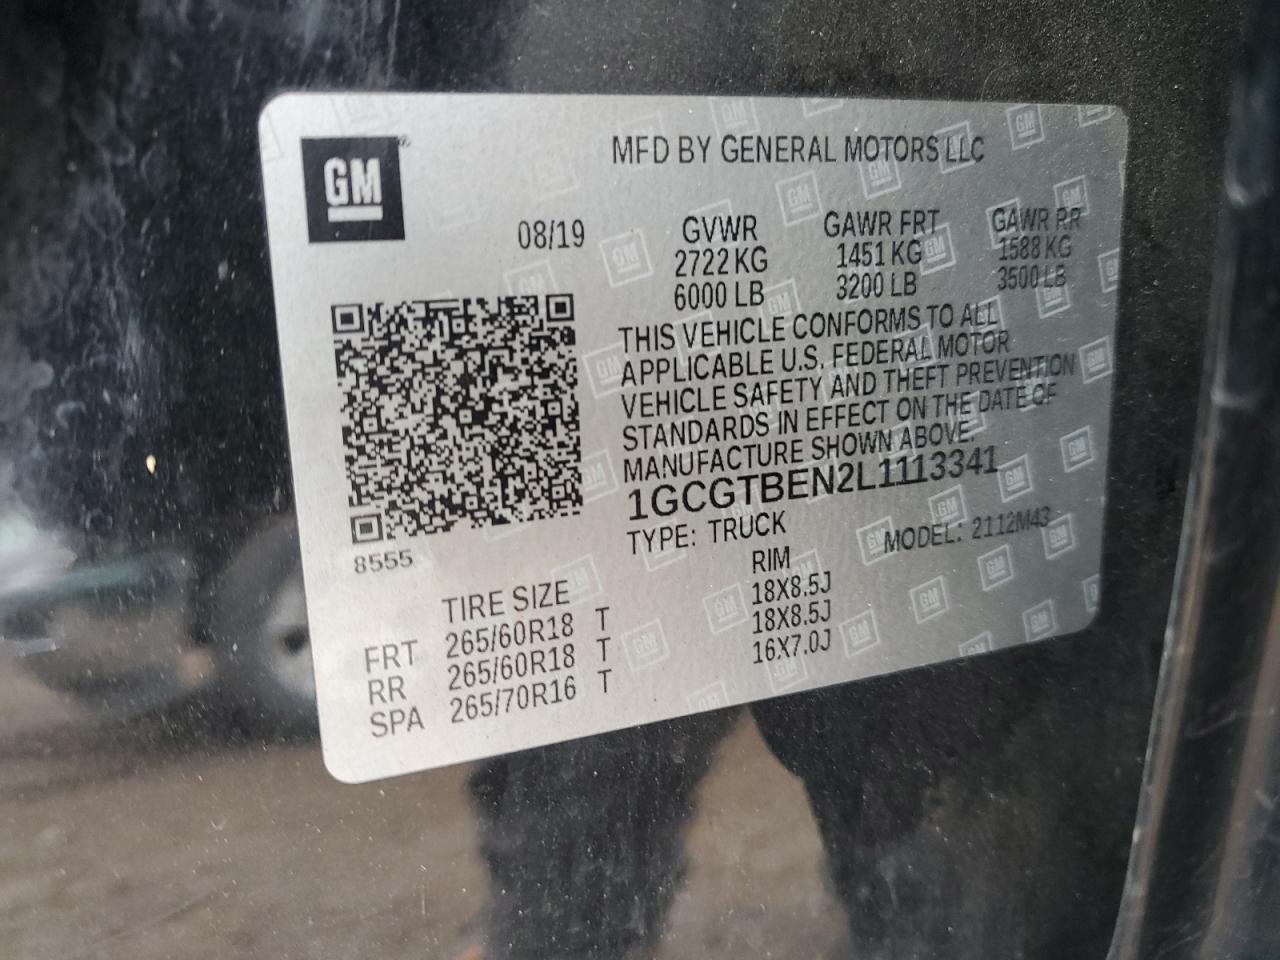 GM
MFD BY GENERAL MOTORS LLC
08/19
GVWR GAWR FRT GAWR RR
2722 KG 1451 KG 1588 KG
6000 LB 3200 LB 3500 LB
THIS VEHICLE CONFORMS TO ALL
APPLICABLE U.S. FEDERAL MOTOR
VEHICLE SAFETY AND THEFT PREVENTION
STANDARDS IN EFFECT ON THE DATE OF
MANUFACTURE SHOWN ABOVE.
1GCGTBEN2L1113341
TYPE: TRUCK MODEL: 2112M43
8555
TIRE SIZE RIM
FRT 265/60R18 T 18X8.5J
RR 265/60R18 T 18X8.5J
SPA 265/70R16 T 16X7.0J